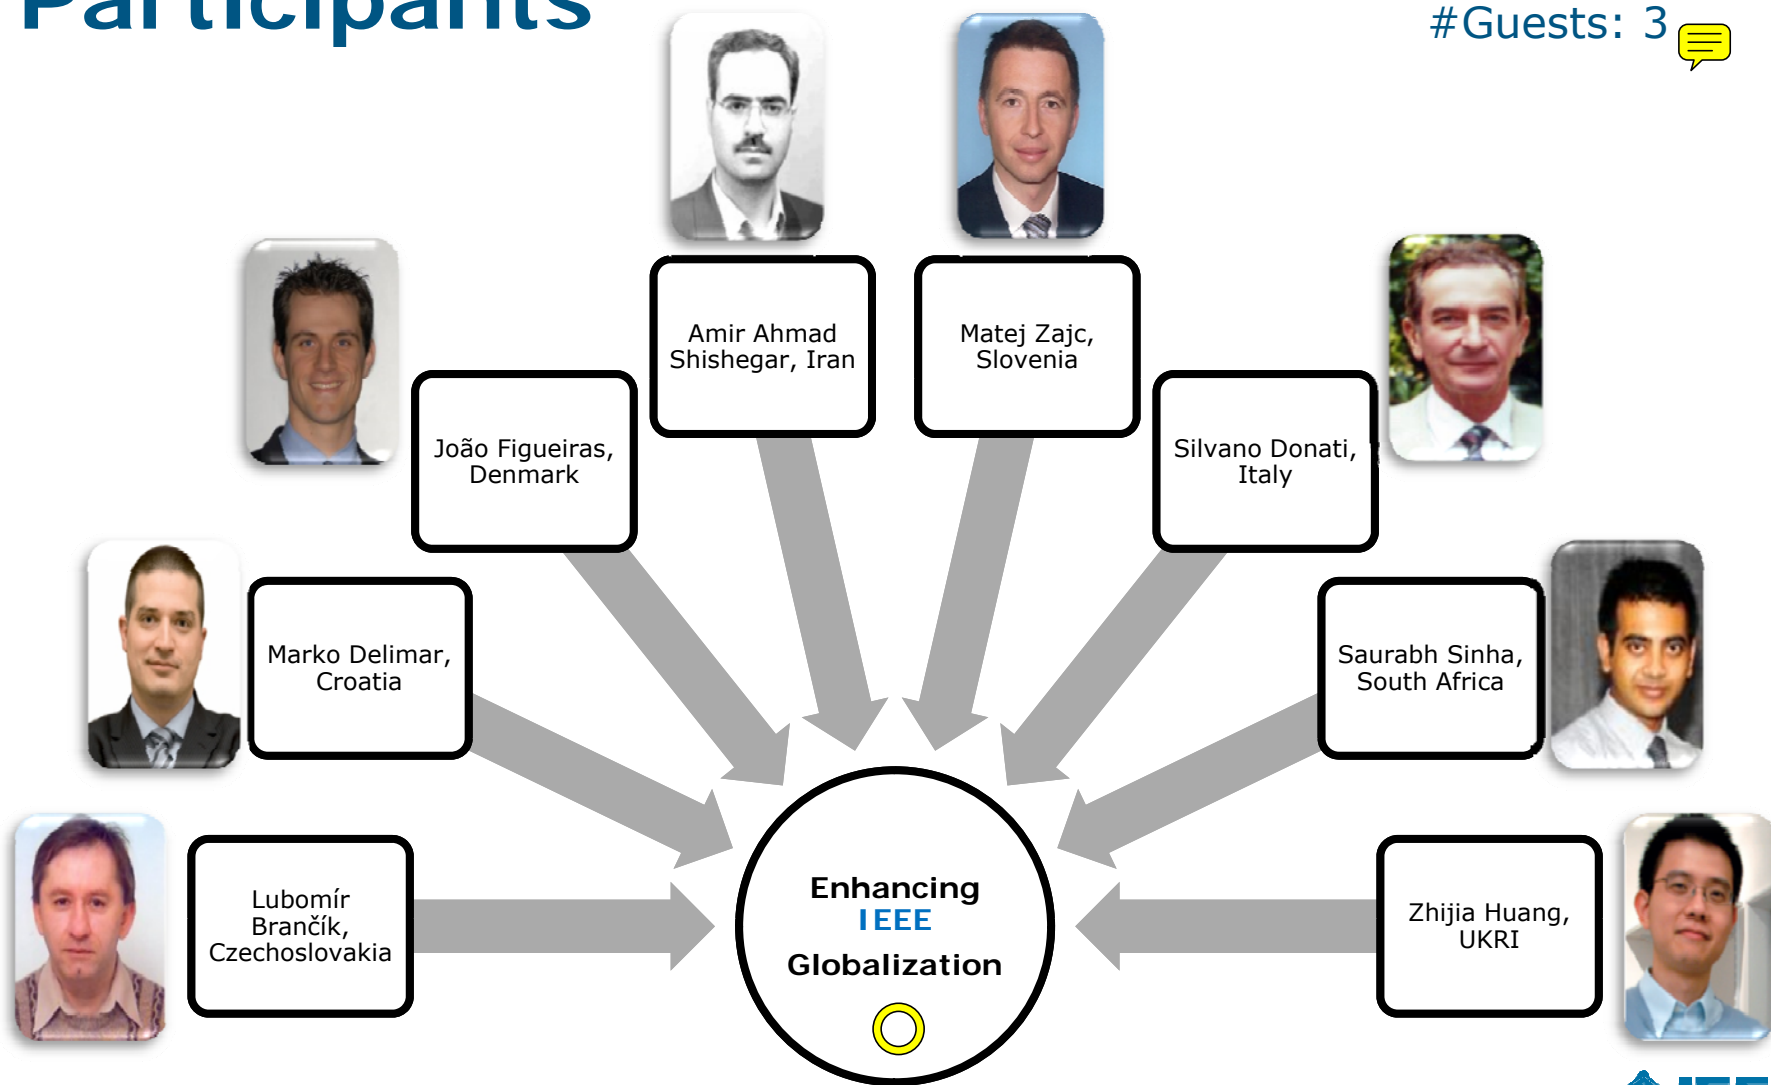 Participants
#Guests: 3
Amir Ahmad
Shishegar, Iran
Matej Zajc,
Slovenia
João Figueiras,
Denmark
Silvano Donati,
Italy
Marko Delimar,
Croatia
Saurabh Sinha,
South Africa
Lubomír
Brančík,
Czechoslovakia
Zhijia Huang,
UKRI
Enhancing
IEEE
Globalization